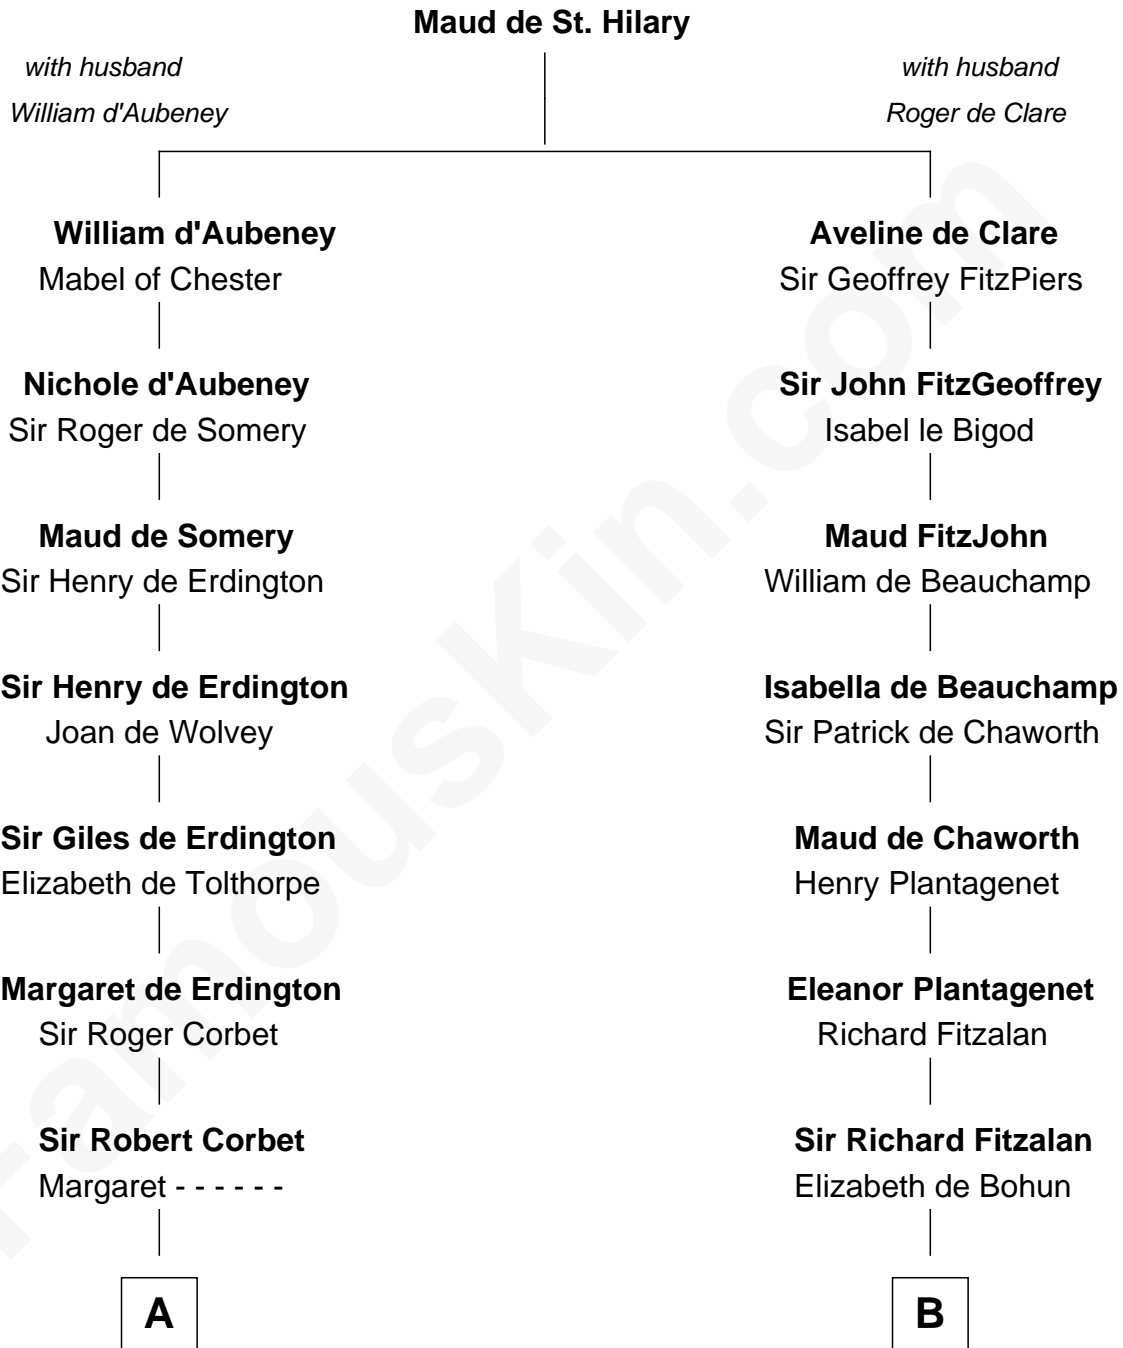 Maud de St. Hilary
with husband
William d'Aubeney
with husband
Roger de Clare
William d'Aubeney
Mabel of Chester
Aveline de Clare
Sir Geoffrey FitzPiers
Nichole d'Aubeney
Sir Roger de Somery
Sir John FitzGeoffrey
Isabel le Bigod
Maud de Somery
Sir Henry de Erdington
Maud FitzJohn
William de Beauchamp
Sir Henry de Erdington
Joan de Wolvey
Isabella de Beauchamp
Sir Patrick de Chaworth
Sir Giles de Erdington
Elizabeth de Tolthorpe
Maud de Chaworth
Henry Plantagenet
Margaret de Erdington
Sir Roger Corbet
Eleanor Plantagenet
Richard Fitzalan
Sir Robert Corbet
Margaret - - - - - -
Sir Richard Fitzalan
Elizabeth de Bohun
A
B
FamousKin.com